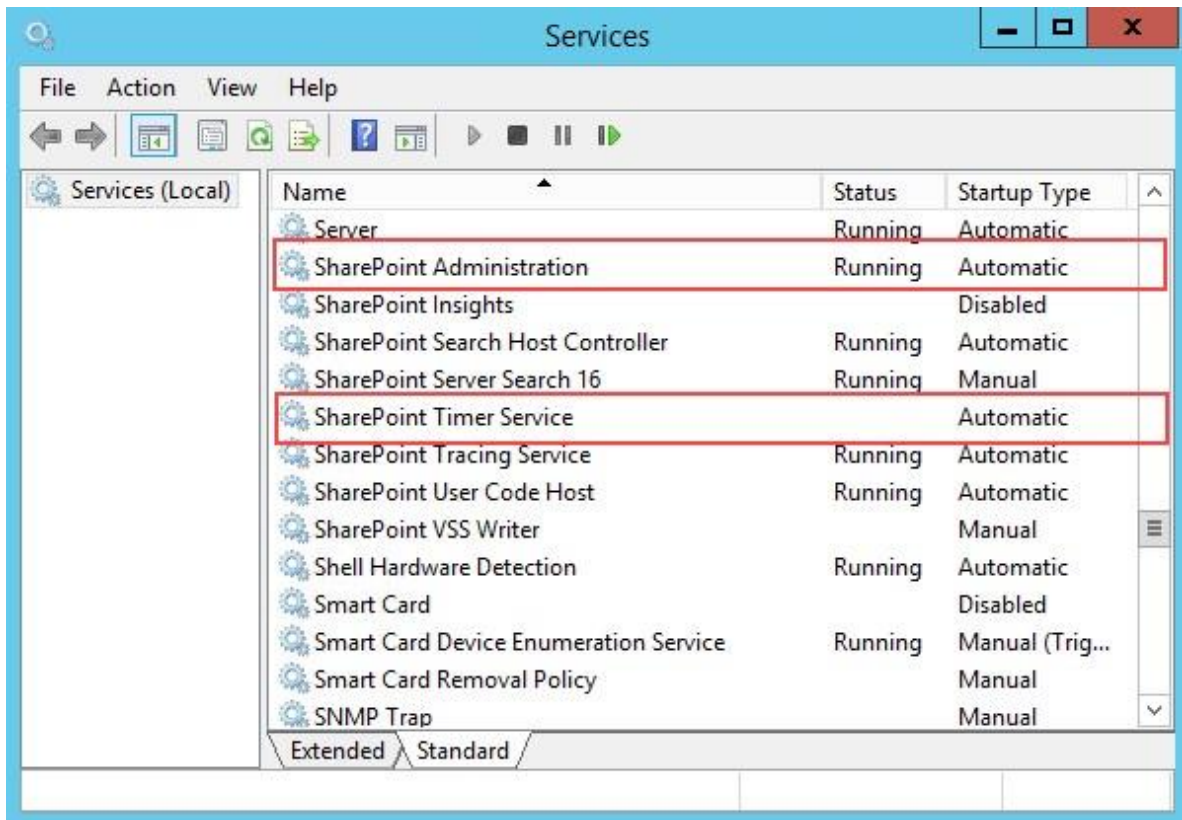 Services
File Action View Help
Services (Local)
Name Status Startup Type
Server Running Automatic
SharePoint Administration Running Automatic
SharePoint Insights Disabled
SharePoint Search Host Controller Running Automatic
SharePoint Server Search 16 Running Manual
SharePoint Timer Service Automatic
SharePoint Tracing Service Running Automatic
SharePoint User Code Host Running Automatic
SharePoint VSS Writer Manual
Shell Hardware Detection Running Automatic
Smart Card Disabled
Smart Card Device Enumeration Service Running Manual (Trig...
Smart Card Removal Policy Manual
SNMP Trap Manual
Extended Standard